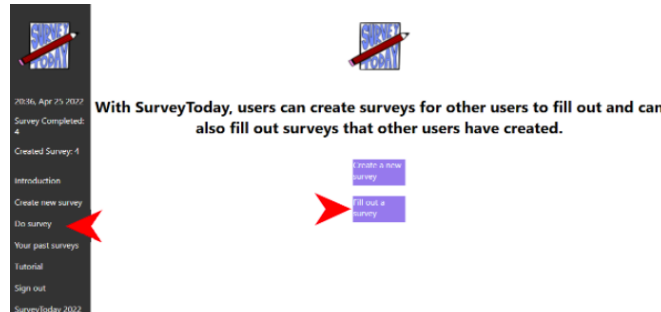 SURVEY
TODAY
20:36, Apr 25 2022
Survey Completed:
4
Created Survey: 4
Introduction
Create new survey
Do survey
Your past surveys
Tutorial
Sign out
SurveyToday 2022
SURVEY
TODAY
With SurveyToday, users can create surveys for other users to fill out and can
also fill out surveys that other users have created.
Create a new
survey
Fill out a
survey